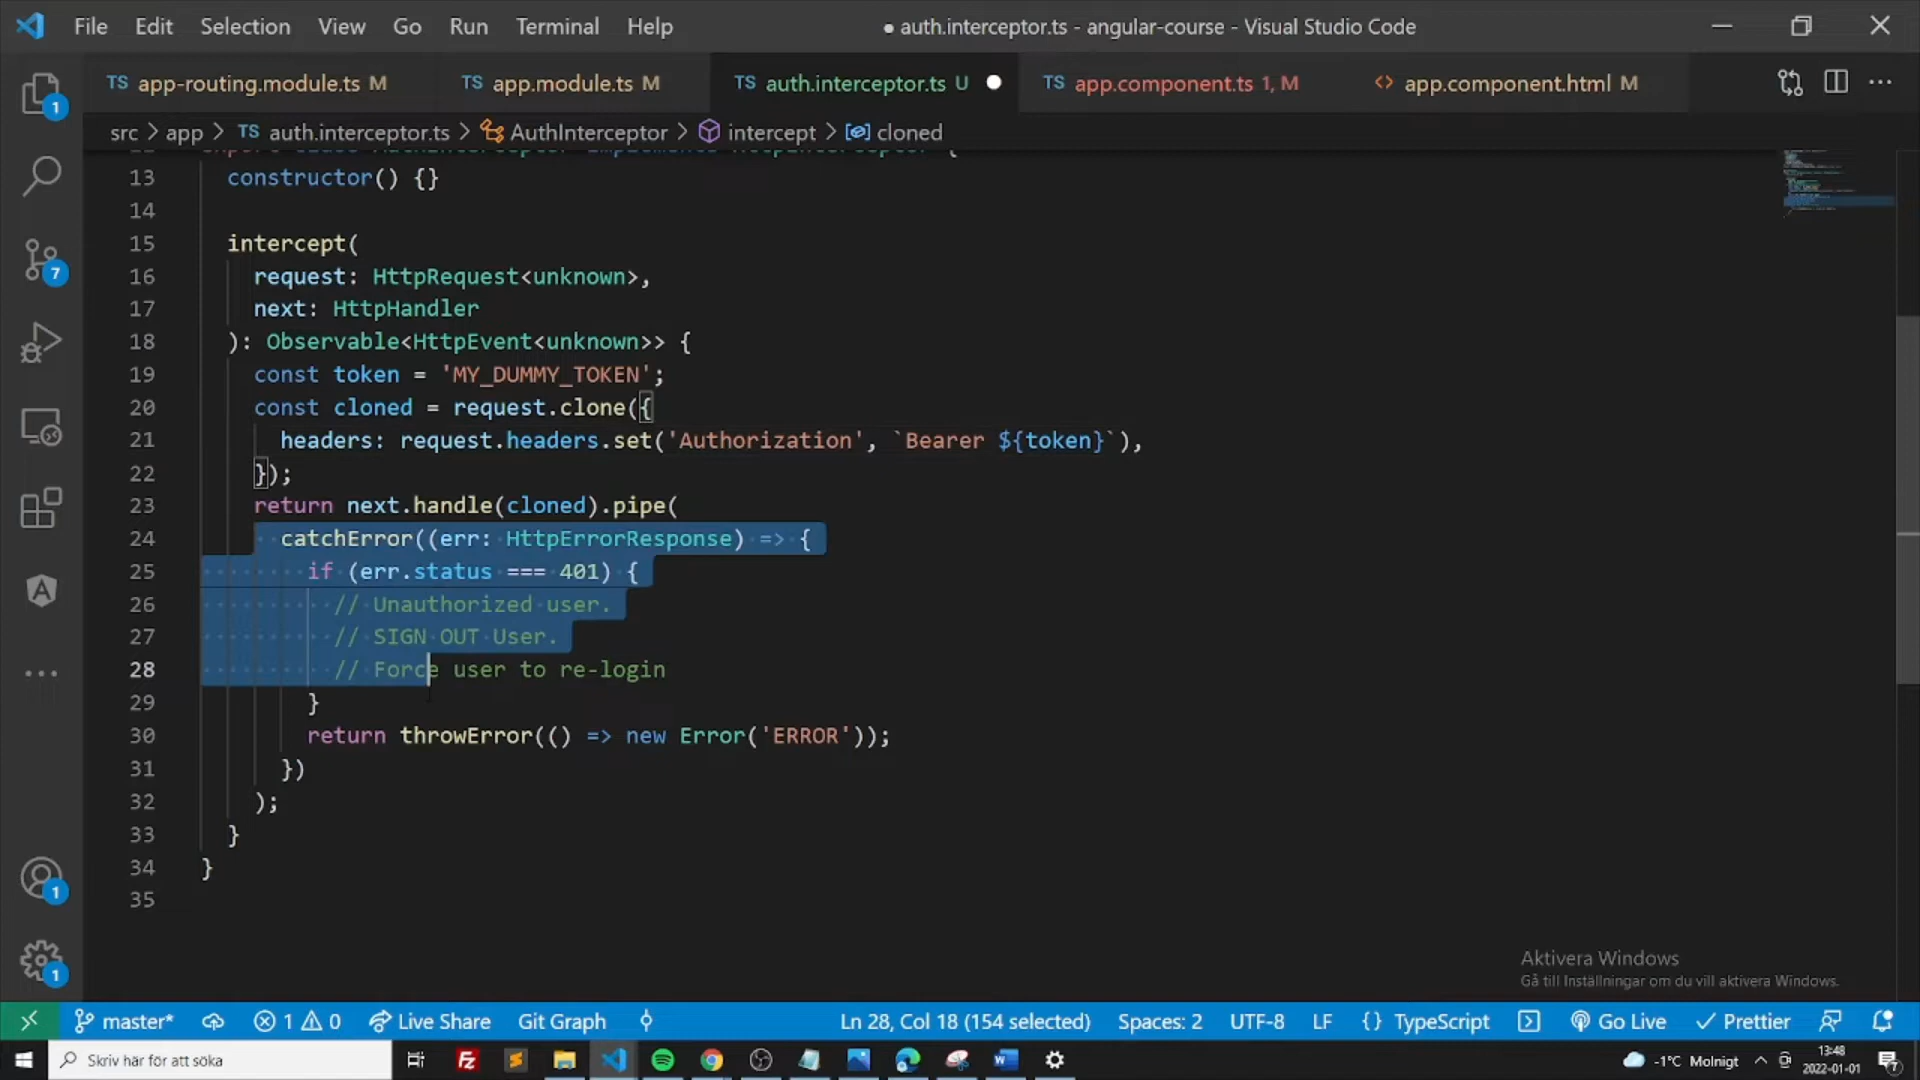 File Edit Selection View Go Run Terminal Help
● auth.interceptor.ts - angular-course - Visual Studio Code
TS app-routing.module.ts M
TS app.module.ts M
TS auth.interceptor.ts U
TS app.component.ts 1, M
<> app.component.html M
src > app > TS auth.interceptor.ts > AuthInterceptor > intercept > cloned
13 constructor() {}
14
15 intercept(
16 request: HttpRequest<unknown>,
17 next: HttpHandler
18 ): Observable<HttpEvent<unknown>> {
19 const token = 'MY_DUMMY_TOKEN';
20 const cloned = request.clone({
21 headers: request.headers.set('Authorization', `Bearer ${token}`),
22 });
23 return next.handle(cloned).pipe(
24 catchError((err: HttpErrorResponse) => {
25 if (err.status === 401) {
26 // Unauthorized user.
27 // SIGN OUT User.
28 // Force user to re-login
29 }
30 return throwError(() => new Error('ERROR'));
31 })
32 );
33 }
34 }
35
1
7
1
1
Aktivera Windows
Gå till Inställningar om du vill aktivera Windows.
master* 1 0 Live Share Git Graph
Ln 28, Col 18 (154 selected) Spaces: 2 UTF-8 LF {} TypeScript Go Live Prettier
Skriv här för att söka
-1°C Molnigt
13:48
2022-01-01